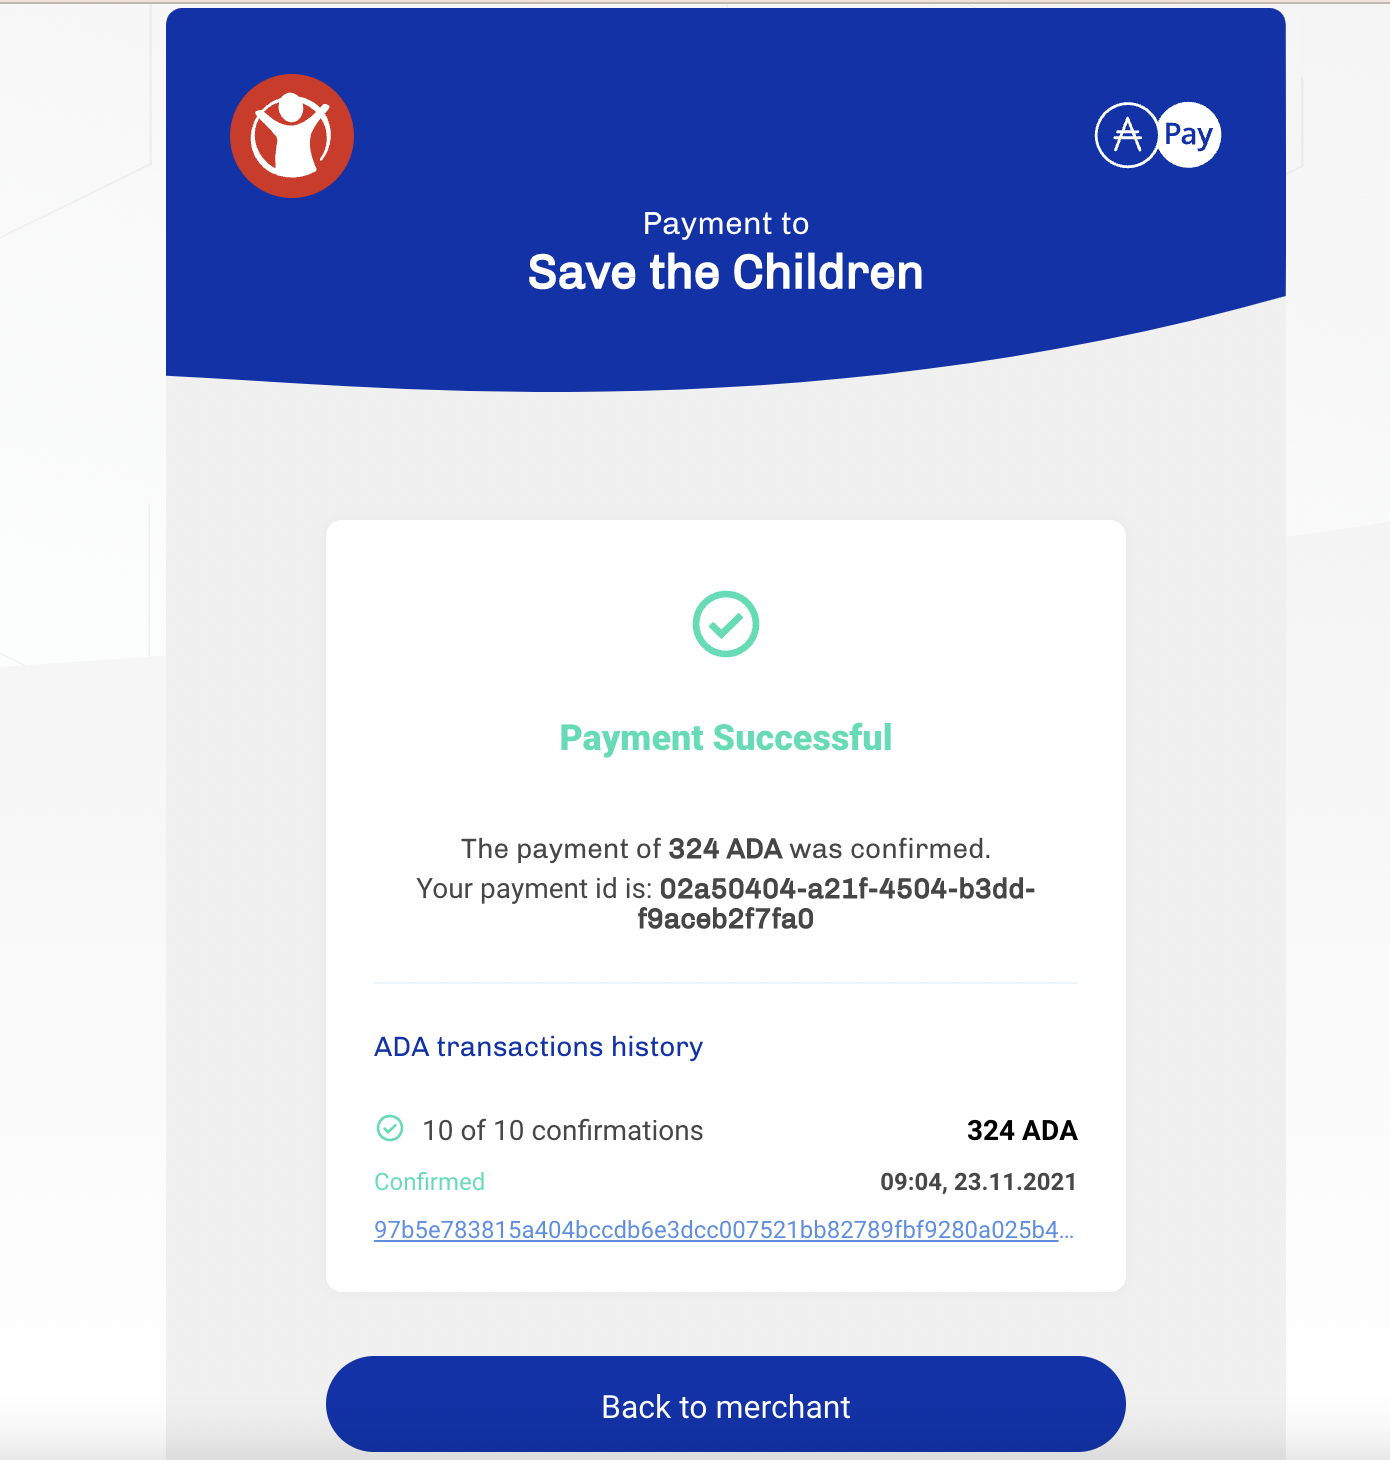 Pay
Payment to
Save the Children
Payment Successful
The payment of 324 ADA was confirmed.
Your payment id is: 02a50404-a21f-4504-b3dd-
f9aceb2f7fa0
ADA transactions history
10 of 10 confirmations 324 ADA
Confirmed 09:04, 23.11.2021
97b5e783815a404bccdb6e3dcc007521bb82789fbf9280a025b4...
Back to merchant